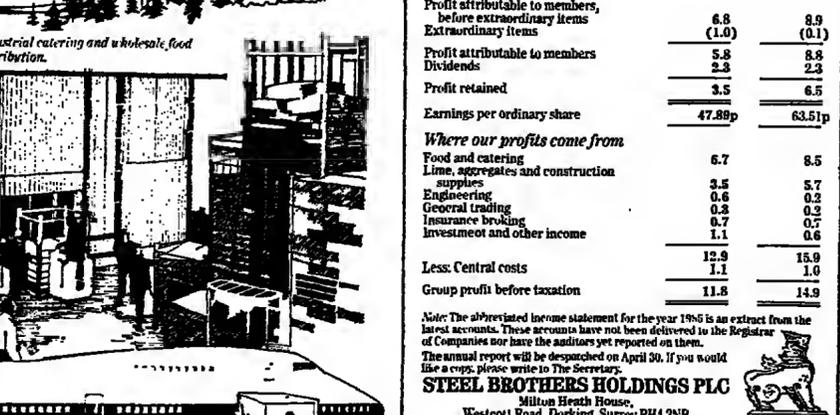 ustrial catering and wholesale food
ribution.
Profit attributable to members,
before extraordinary items 6.8 8.9
Extraordinary items (1.0) (0.1)
Profit attributable to members 5.8 8.8
Dividends 2.3 2.3
Profit retained 3.5 6.5
Earnings per ordinary share 47.89p 63.51p
Where our profits come from
Food and catering 6.7 8.5
Lime, aggregates and construction
supplies 3.5 5.7
Engineering 0.6 0.2
General trading 0.3 0.2
Insurance broking 0.7 0.7
Investment and other income 1.1 0.6
12.9 15.9
Less: Central costs 1.1 1.0
Group profit before taxation 11.8 14.9
Note: The abbreviated income statement for the year 1985 is an extract from the
latest accounts. These accounts have not been delivered to the Registrar
of Companies nor have the auditors yet reported on them.
The annual report will be despatched on April 30. If you would
like a copy, please write to The Secretary.
STEEL BROTHERS HOLDINGS PLC
Milton Heath House,
Westcott Road, Dorking, Surrey RH4 3NB